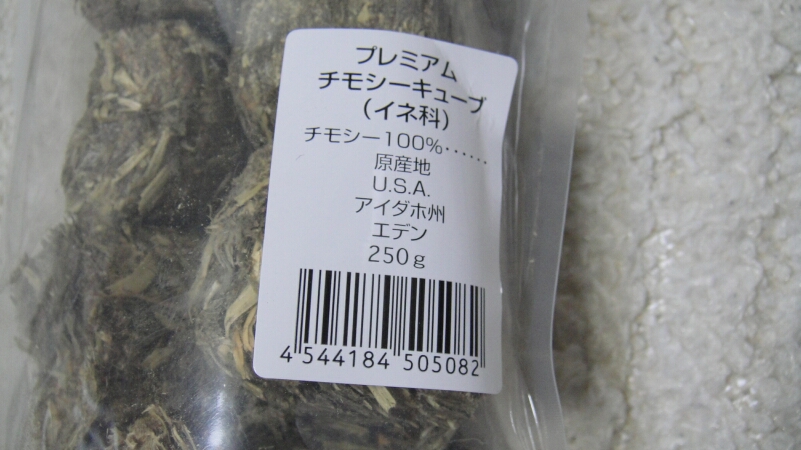 プレミアム
チモシーキューブ
（イネ科）
チモシー100%‥‥‥
原産地
U.S.A.
アイダホ州
エデン
250g
4 544184 505082